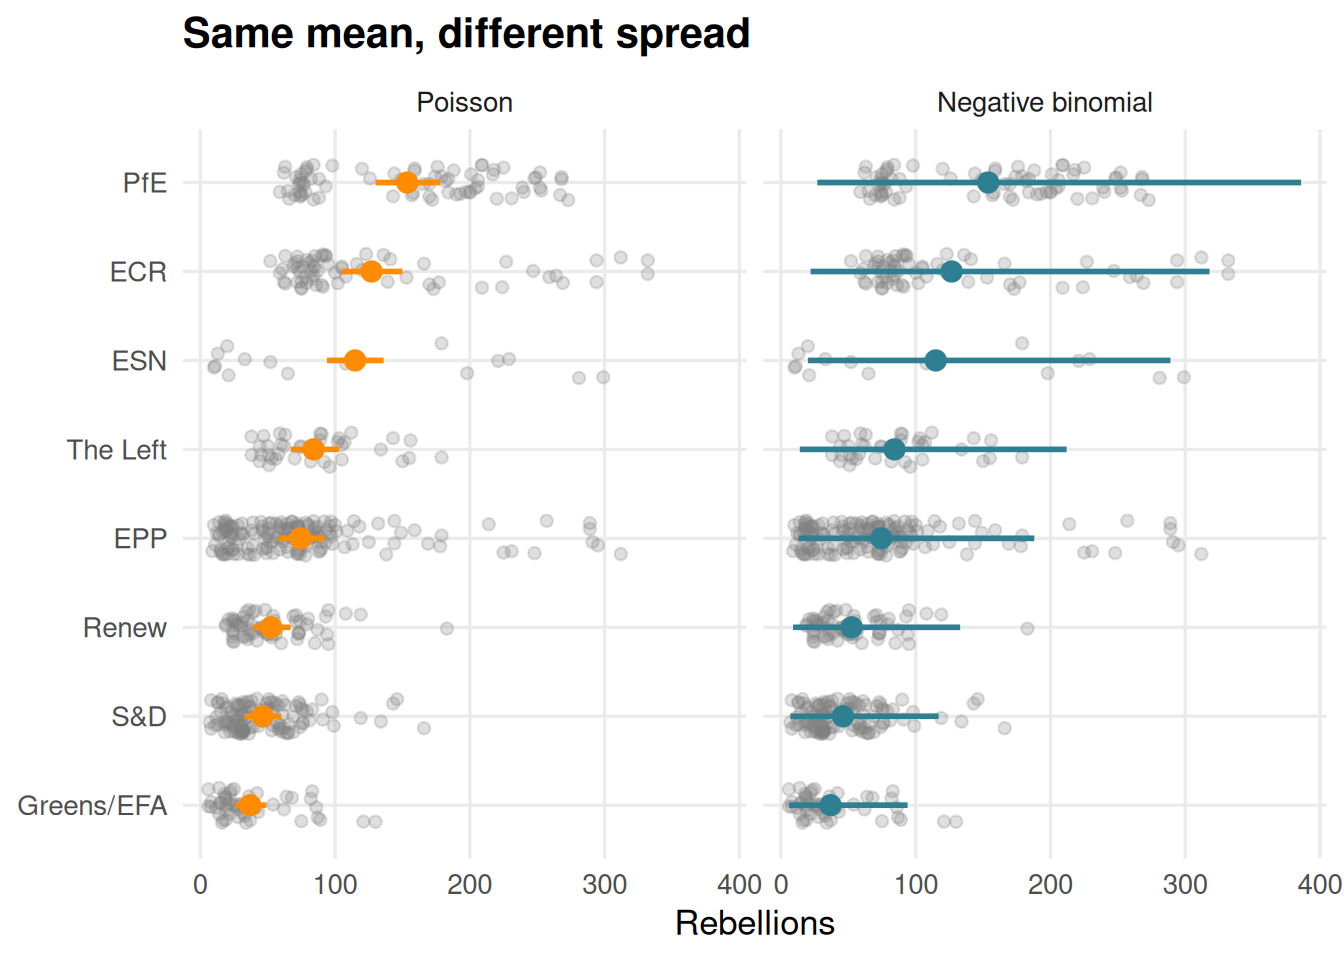 Same mean, different spread
Poisson
Negative binomial
PfE
ECR
ESN
The Left
EPP
Renew
S&D
Greens/EFA
0 100 200 300 400
0 100 200 300 400
Rebellions